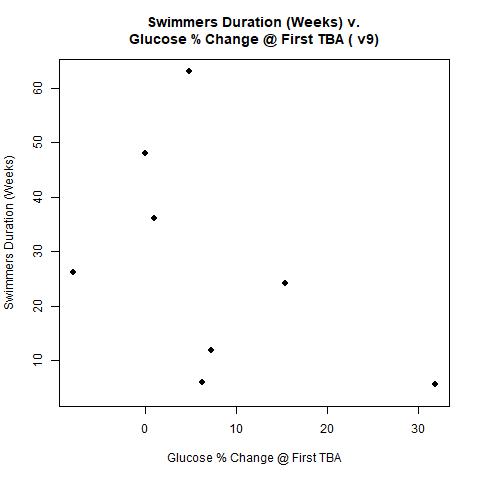 Swimmers Duration (Weeks) v.
Glucose % Change @ First TBA ( v9)
Swimmers Duration (Weeks)
60
50
40
30
20
10
0 10 20 30
Glucose % Change @ First TBA